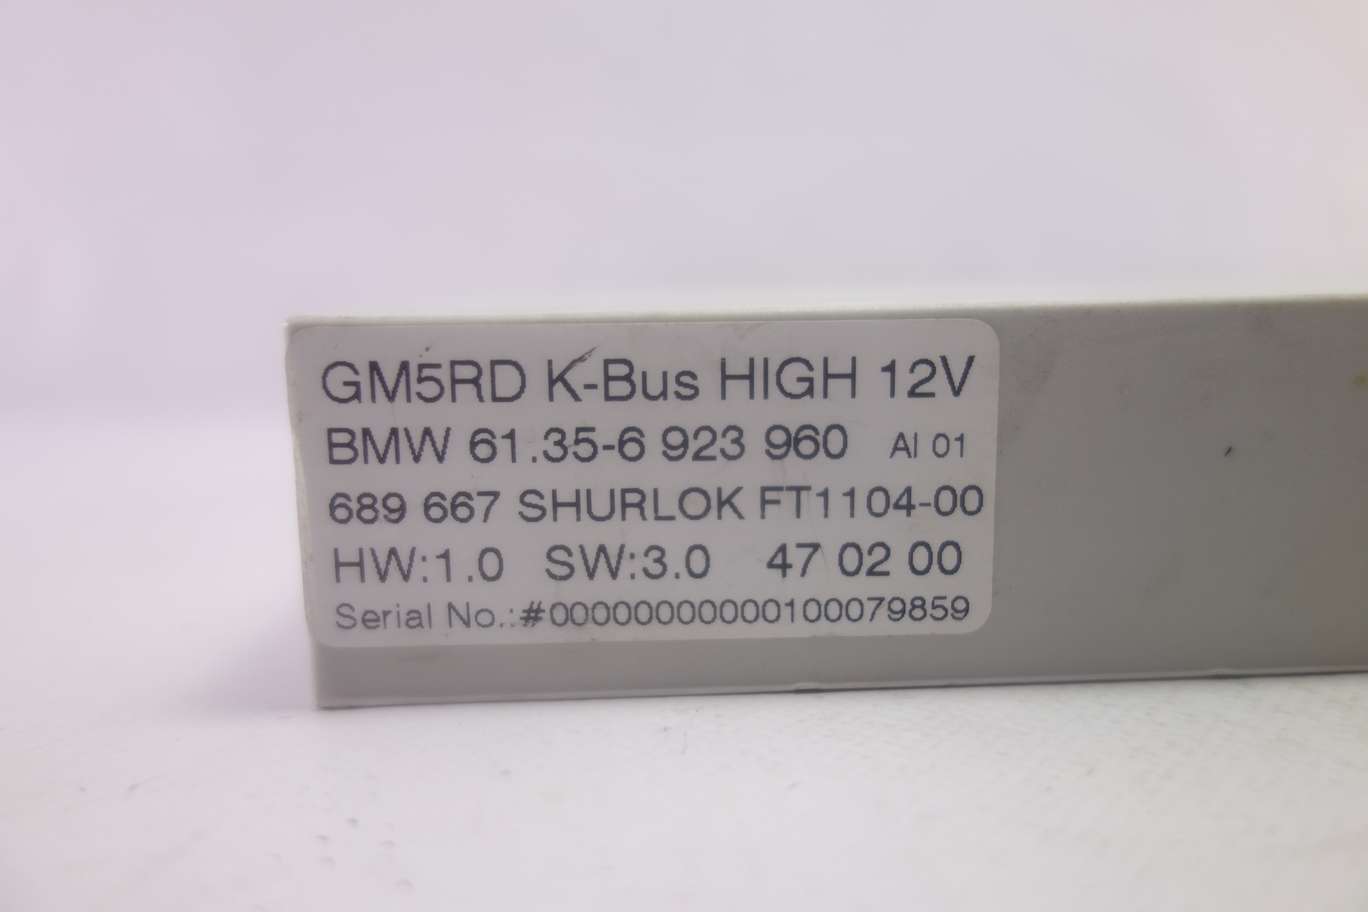 GM5RD K-Bus HIGH 12V
BMW 61.35-6 923 960 AI 01
689 667 SHURLOK FT1104-00
HW:1.0 SW:3.0 47 02 00
Serial No.:#00000000000100079859